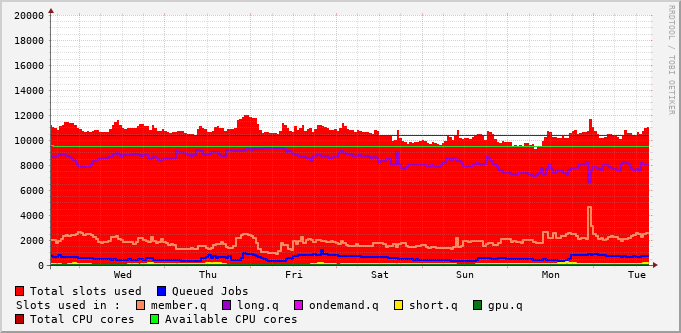 20000
18000
16000
14000
12000
10000
8000
6000
4000
2000
0
Wed Thu Fri Sat Sun Mon Tue
RRDTOOL / TOBI OETIKER
Total slots used Queued Jobs
Slots used in : member.q long.q ondemand.q short.q gpu.q
Total CPU cores Available CPU cores